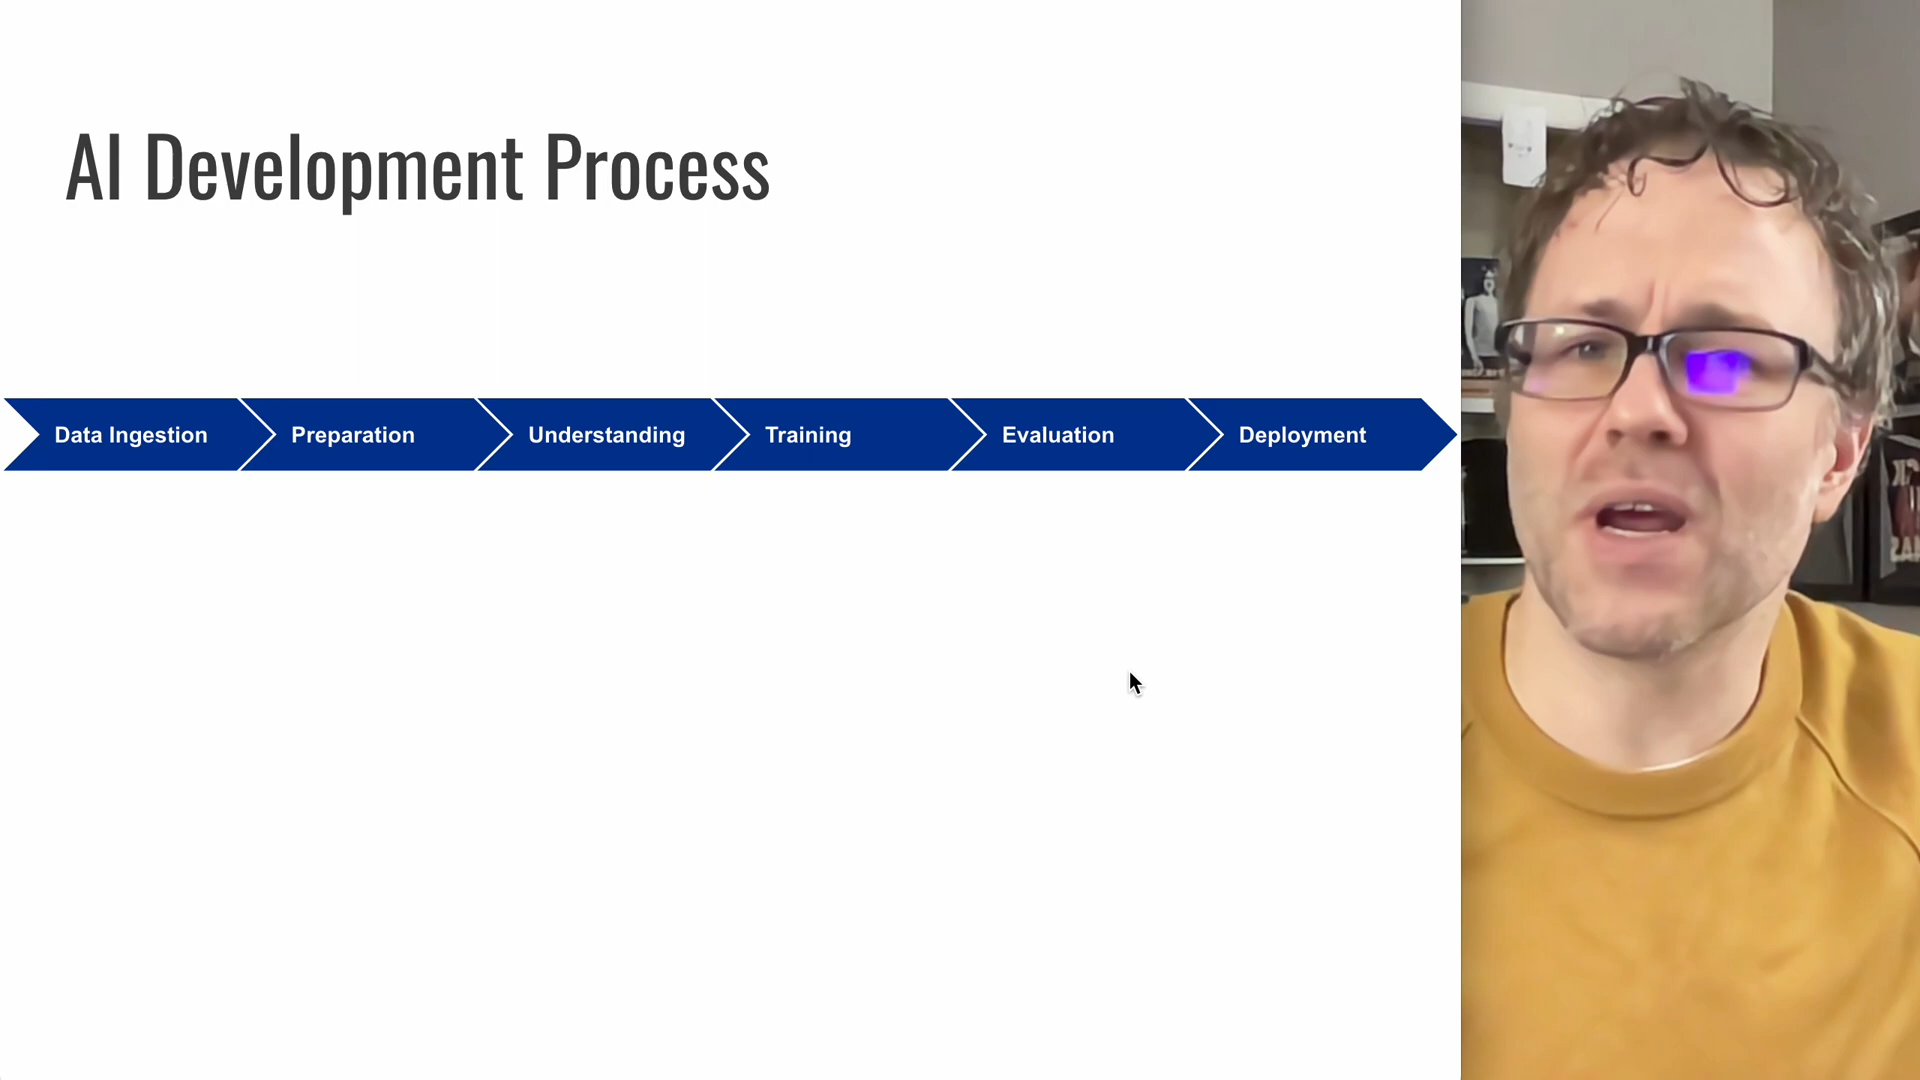 AI Development Process
Data Ingestion
Preparation
Understanding
Training
Evaluation
Deployment